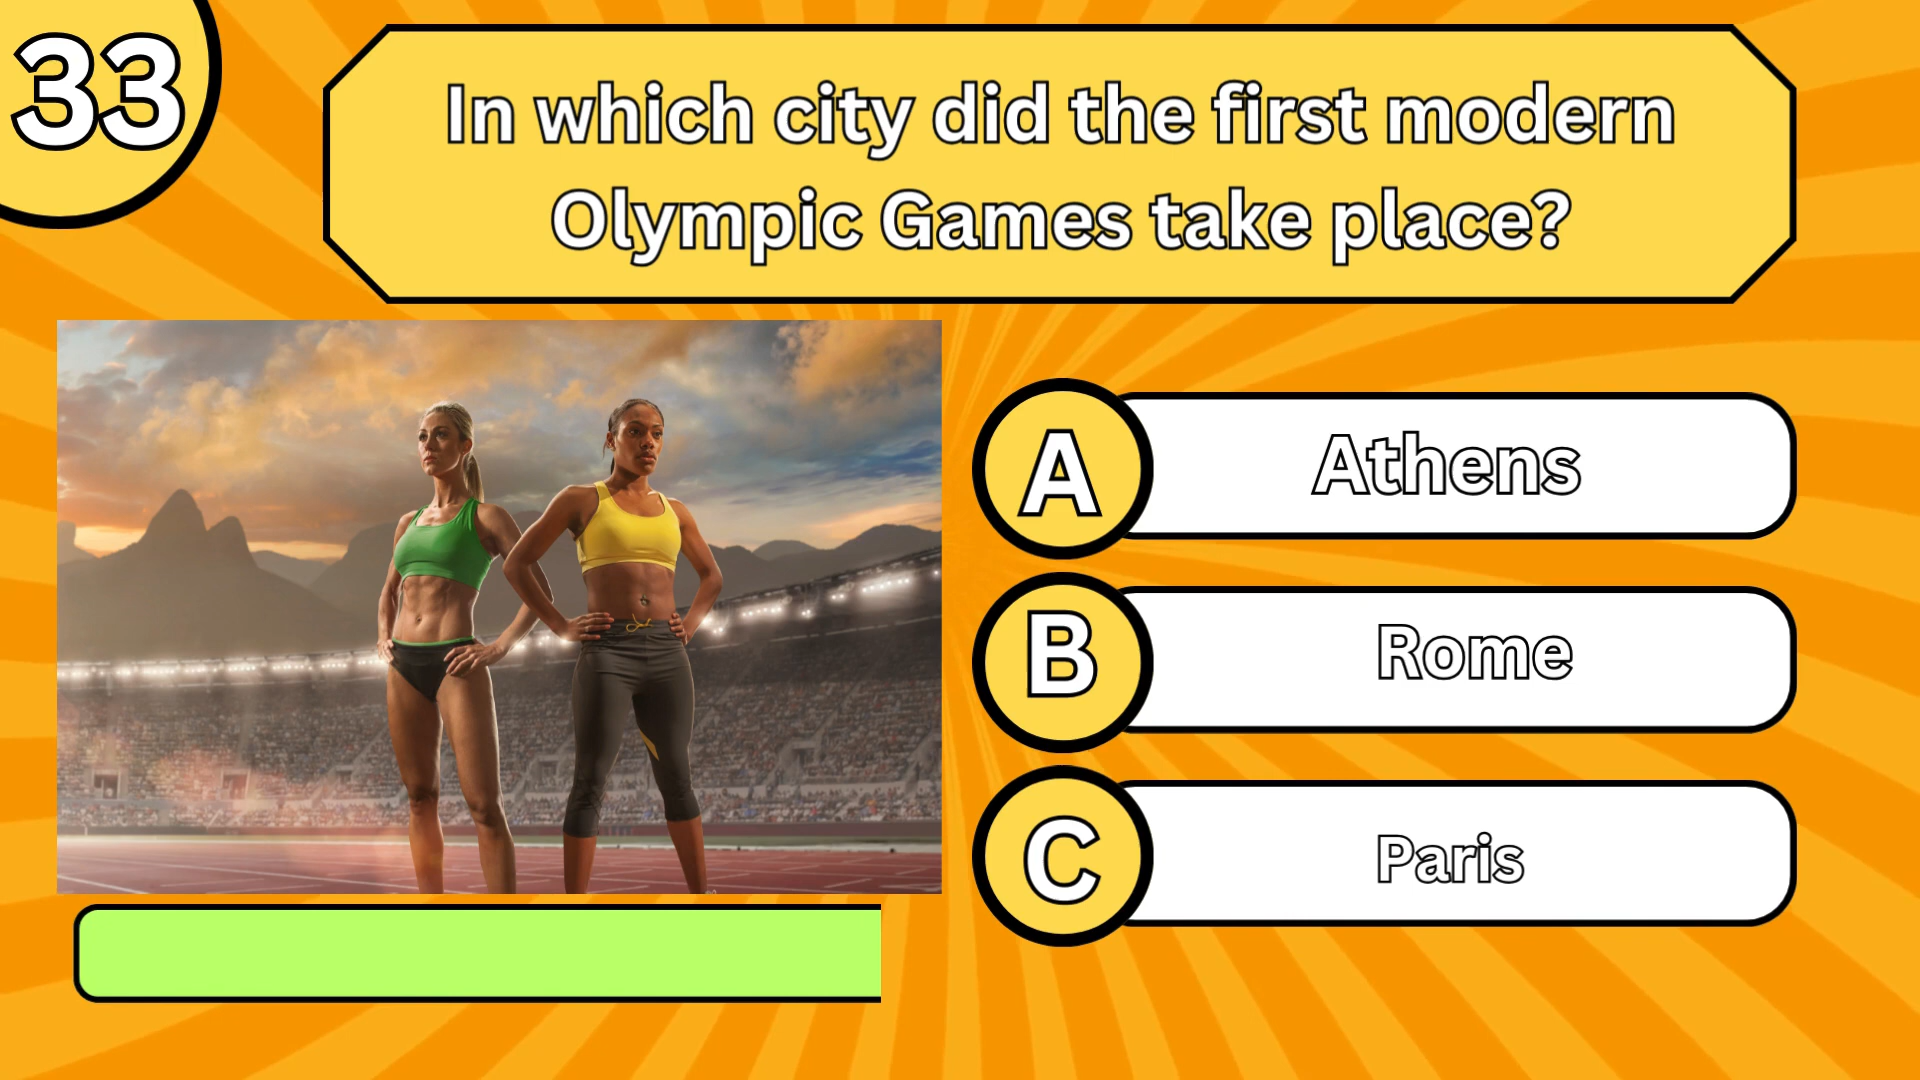 33
In which city did the first modern
Olympic Games take place?
A
Athens
B
Rome
C
Paris